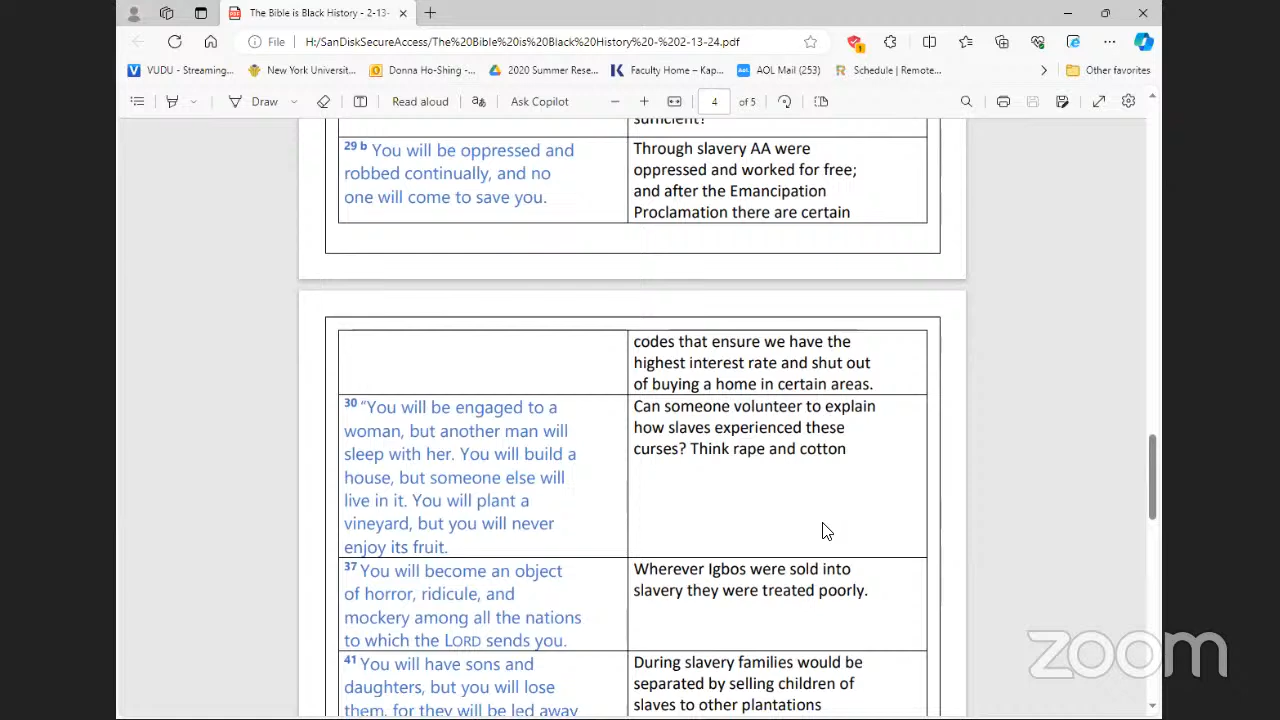 The Bible is Black History - 2-13-
File
H:/SanDiskSecureAccess/The%20Bible%20is%20Black%20History%20-%202-13-24.pdf
VUDU - Streaming...
New York Universit...
Donna Ho-Shing -...
2020 Summer Rese...
Faculty Home – Kap...
AOL Mail (253)
Schedule | Remote...
Other favorites
Draw
Read aloud
Ask Copilot
4
of 5
sufficient?
29 b You will be oppressed and
robbed continually, and no
one will come to save you.
Through slavery AA were
oppressed and worked for free;
and after the Emancipation
Proclamation there are certain
codes that ensure we have the
highest interest rate and shut out
of buying a home in certain areas.
30 “You will be engaged to a
woman, but another man will
sleep with her. You will build a
house, but someone else will
live in it. You will plant a
vineyard, but you will never
enjoy its fruit.
Can someone volunteer to explain
how slaves experienced these
curses? Think rape and cotton
37 You will become an object
of horror, ridicule, and
mockery among all the nations
to which the LORD sends you.
Wherever Igbos were sold into
slavery they were treated poorly.
41 You will have sons and
daughters, but you will lose
them, for they will be led away
During slavery families would be
separated by selling children of
slaves to other plantations
zoom